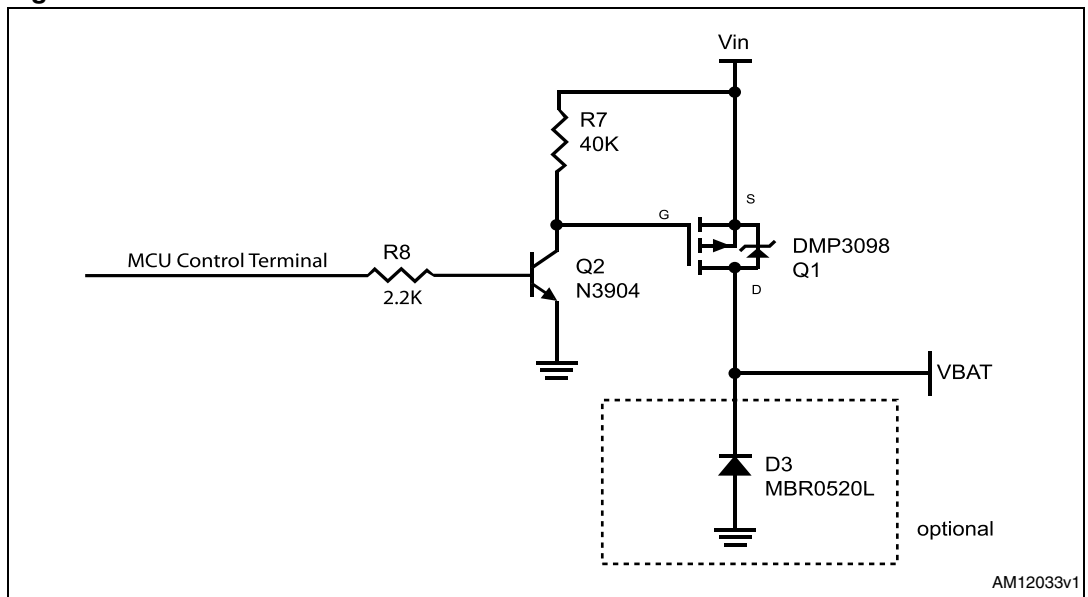 Vin
R7
40K
S
G
DMP3098
Q1
MCU Control Terminal
R8
2.2K
Q2
N3904
D
VBAT
D3
MBR0520L
optional
AM12033v1